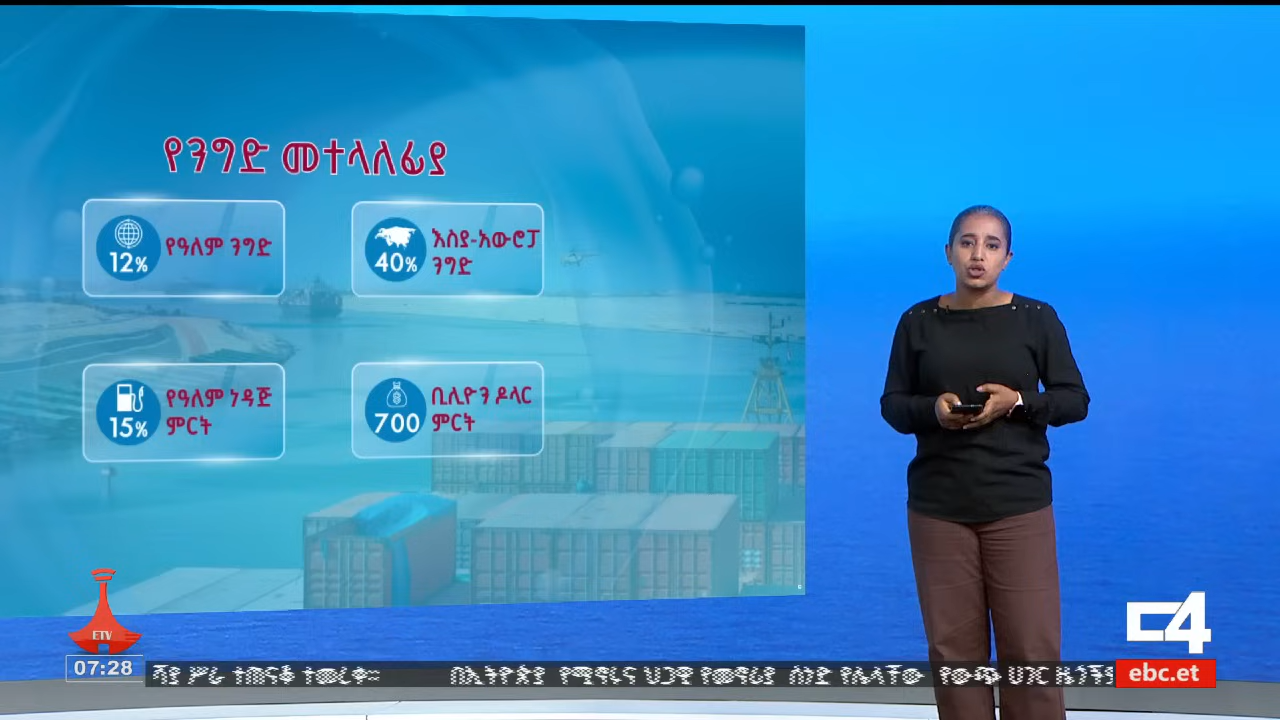 የንግድ መተላለፊያ
12% የዓለም ንግድ
40% እስያ-አውሮፓ
ንግድ
15% የዓለም ነዳጅ
ምርት
700 ቢሊዮን ዶላር
ምርት
ETV
C4
07:28
ebc.et